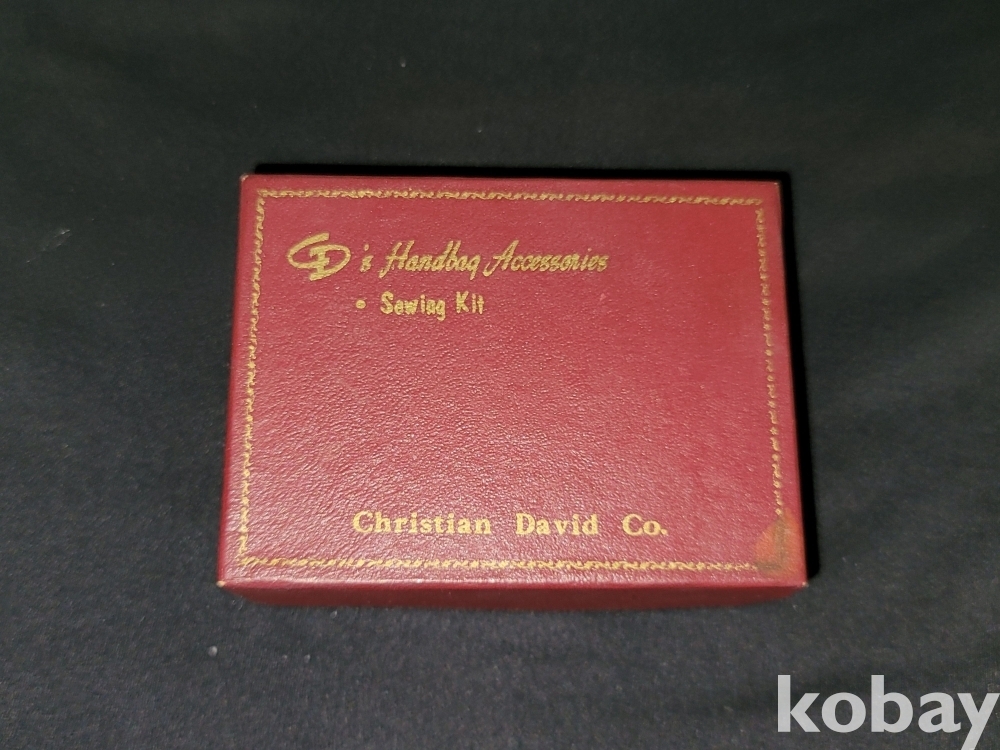 CD's Handbag Accessories
• Sewing Kit
Christian David Co.
kobay